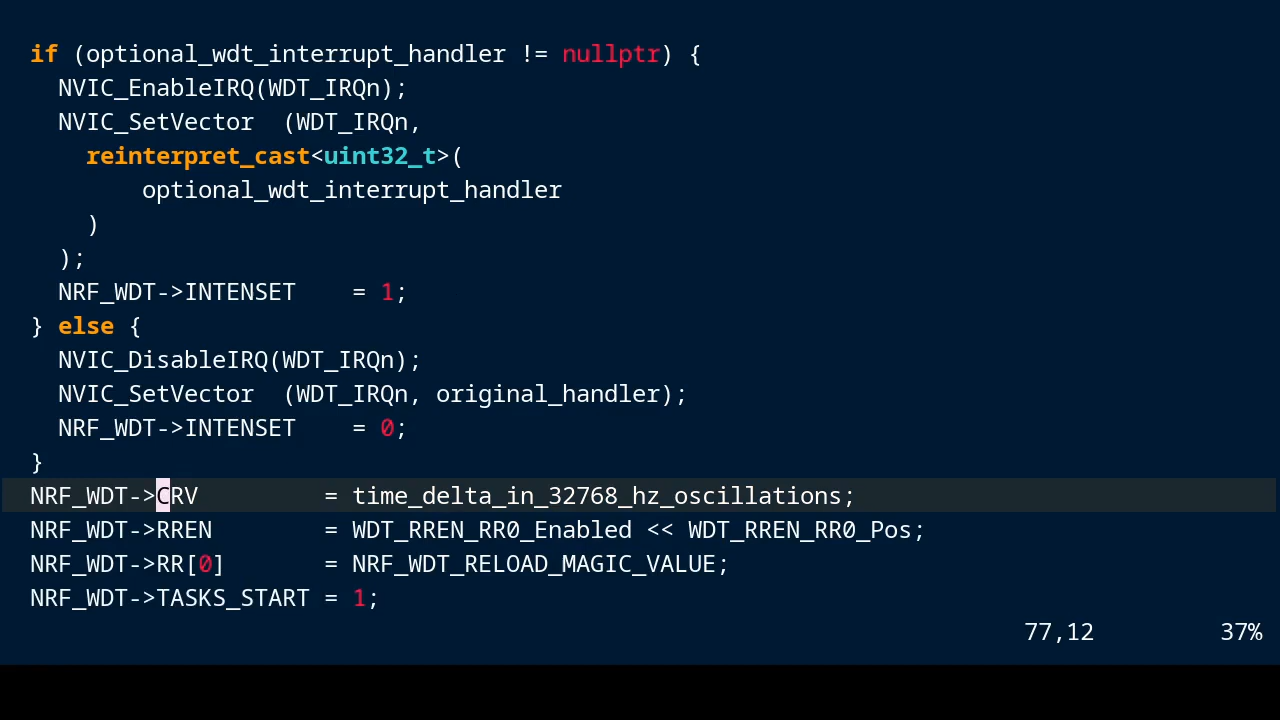 if (optional_wdt_interrupt_handler != nullptr) {
  NVIC_EnableIRQ(WDT_IRQn);
  NVIC_SetVector  (WDT_IRQn,
    reinterpret_cast<uint32_t>(
        optional_wdt_interrupt_handler
    )
  );
  NRF_WDT->INTENSET    = 1;
} else {
  NVIC_DisableIRQ(WDT_IRQn);
  NVIC_SetVector  (WDT_IRQn, original_handler);
  NRF_WDT->INTENSET    = 0;
}
NRF_WDT->CRV         = time_delta_in_32768_hz_oscillations;
NRF_WDT->RREN        = WDT_RREN_RR0_Enabled << WDT_RREN_RR0_Pos;
NRF_WDT->RR[0]       = NRF_WDT_RELOAD_MAGIC_VALUE;
NRF_WDT->TASKS_START = 1;
77,12         37%